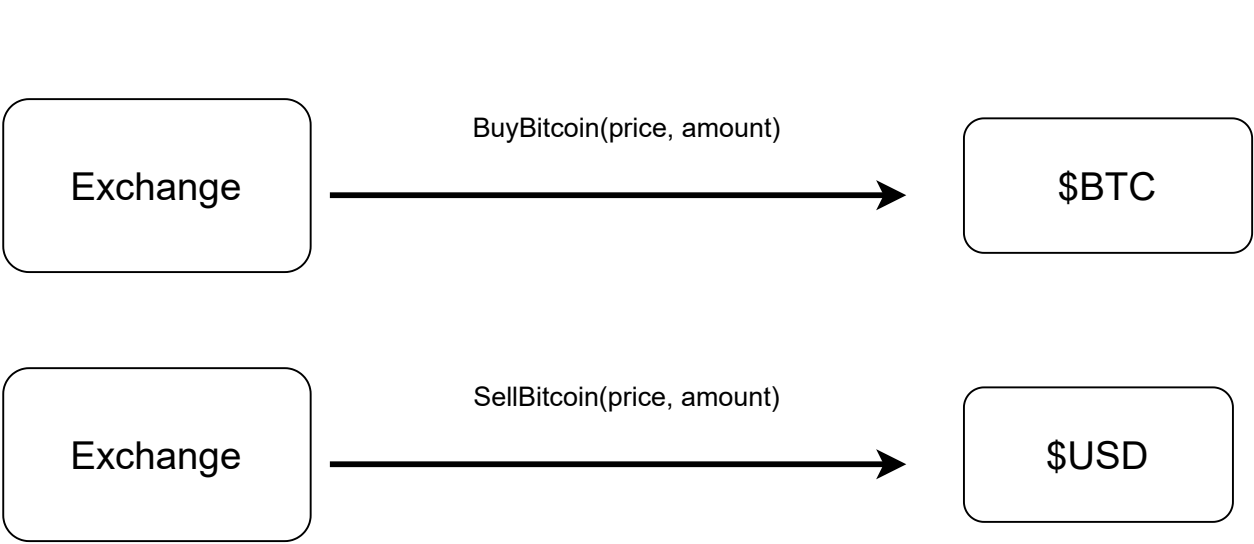 BuyBitcoin(price, amount)
Exchange
$BTC
SellBitcoin(price, amount)
Exchange
$USD